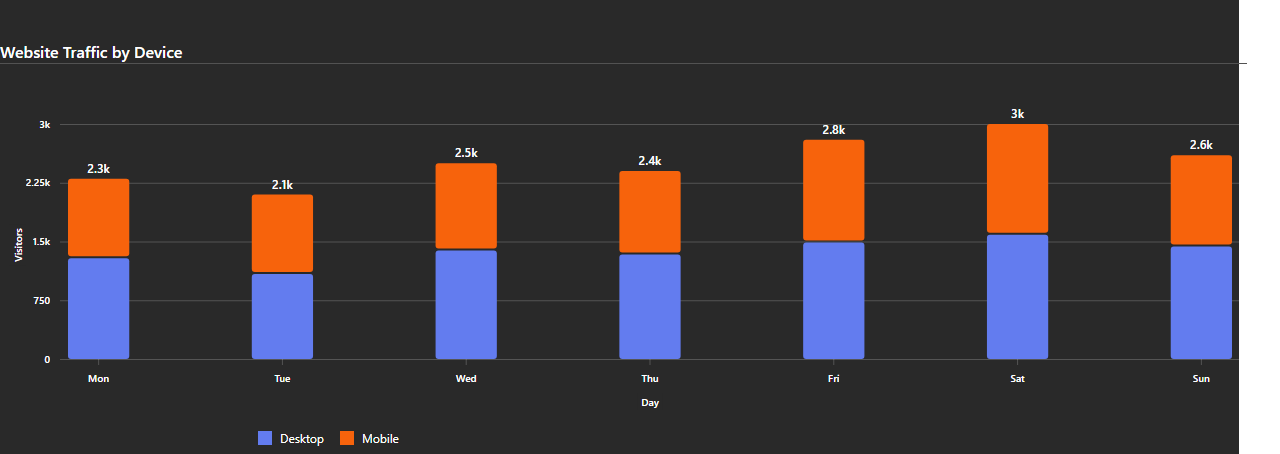 Website Traffic by Device
3k
2.25k
1.5k
750
0
Visitors
2.3k
2.1k
2.5k
2.4k
2.8k
3k
2.6k
Mon Tue Wed Thu Fri Sat Sun
Day
Desktop Mobile